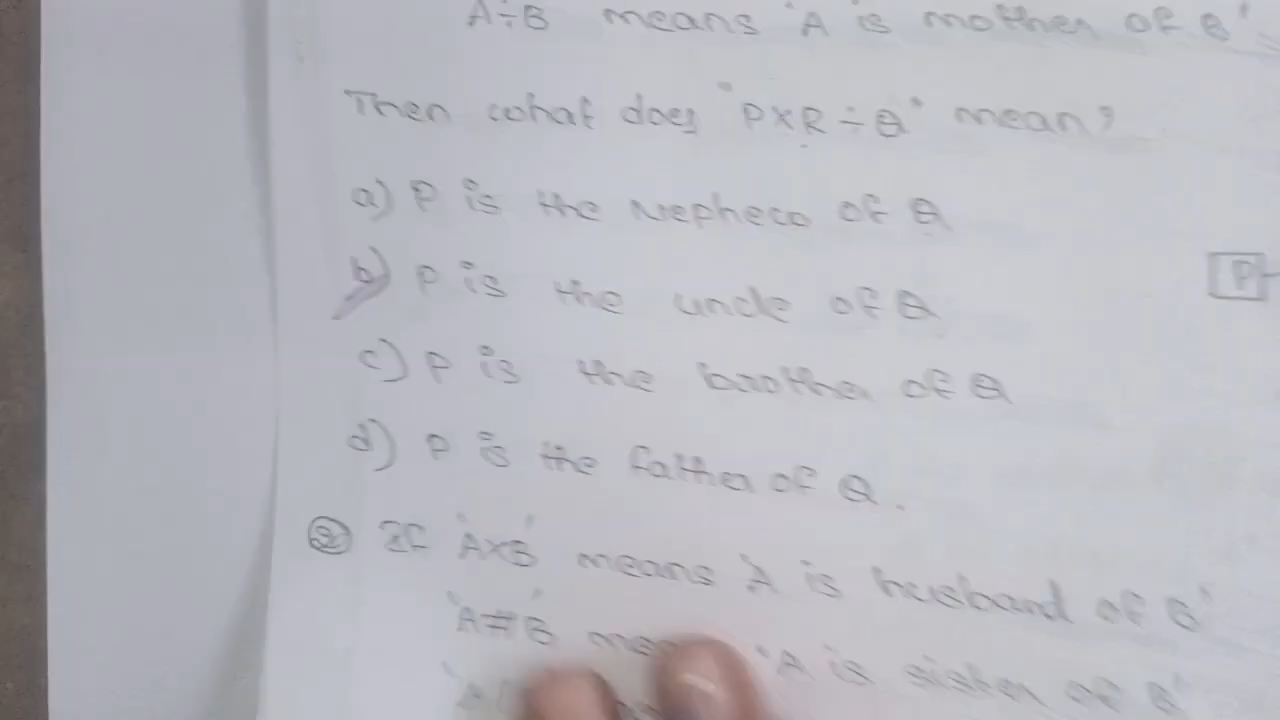 A÷B means 'A is mother of B'
Then what does "P×R÷Q" mean?
a) P is the Nephew of Q
b) P is the uncle of Q
P
c) P is the brother of Q
d) P is the father of Q.
② If 'A×B' means 'A is husband of B'
'A#B' 'A is sister of B'